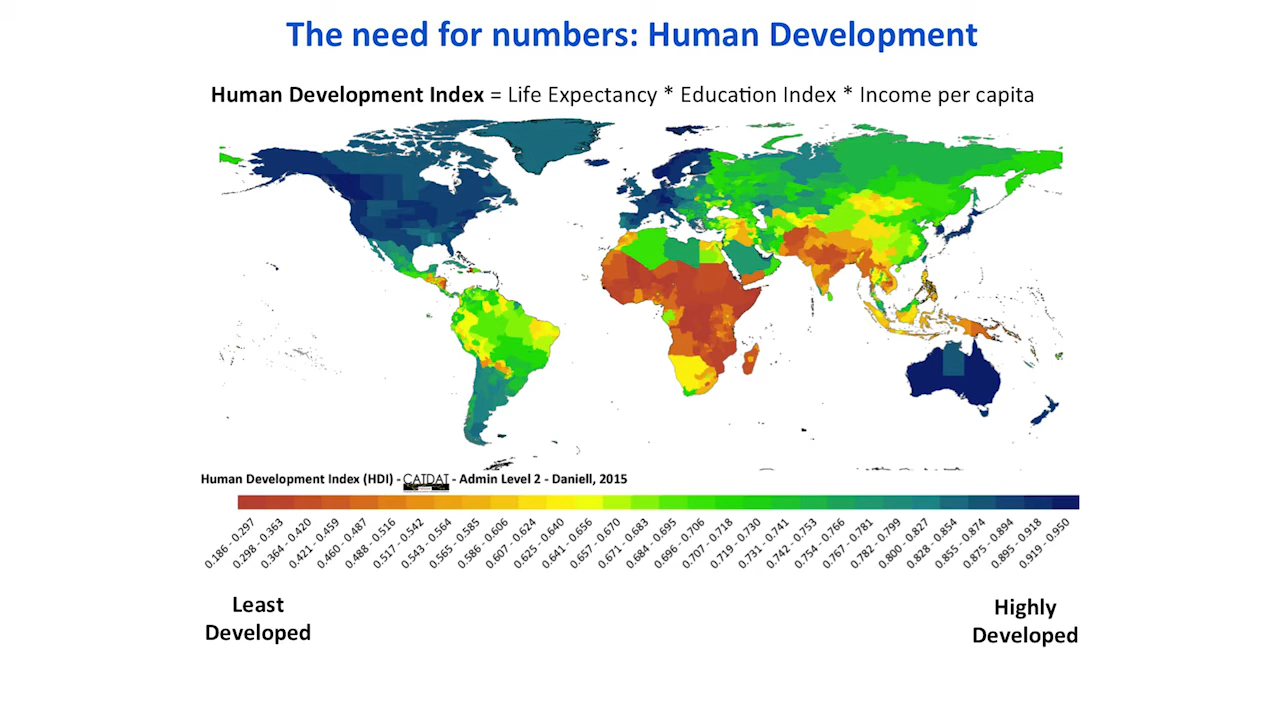 The need for numbers: Human Development
Human Development Index = Life Expectancy * Education Index * Income per capita
Human Development Index (HDI) - CATDAT - Admin Level 2 - Daniell, 2015
0.186 - 0.297
0.298 - 0.363
0.364 - 0.420
0.421 - 0.459
0.460 - 0.487
0.488 - 0.516
0.517 - 0.542
0.543 - 0.564
0.565 - 0.585
0.586 - 0.606
0.607 - 0.624
0.625 - 0.640
0.641 - 0.656
0.657 - 0.670
0.671 - 0.683
0.684 - 0.695
0.696 - 0.706
0.707 - 0.718
0.719 - 0.730
0.731 - 0.741
0.742 - 0.753
0.754 - 0.766
0.767 - 0.781
0.782 - 0.799
0.800 - 0.827
0.828 - 0.854
0.855 - 0.874
0.875 - 0.894
0.895 - 0.918
0.919 - 0.950
Least
Developed
Highly
Developed